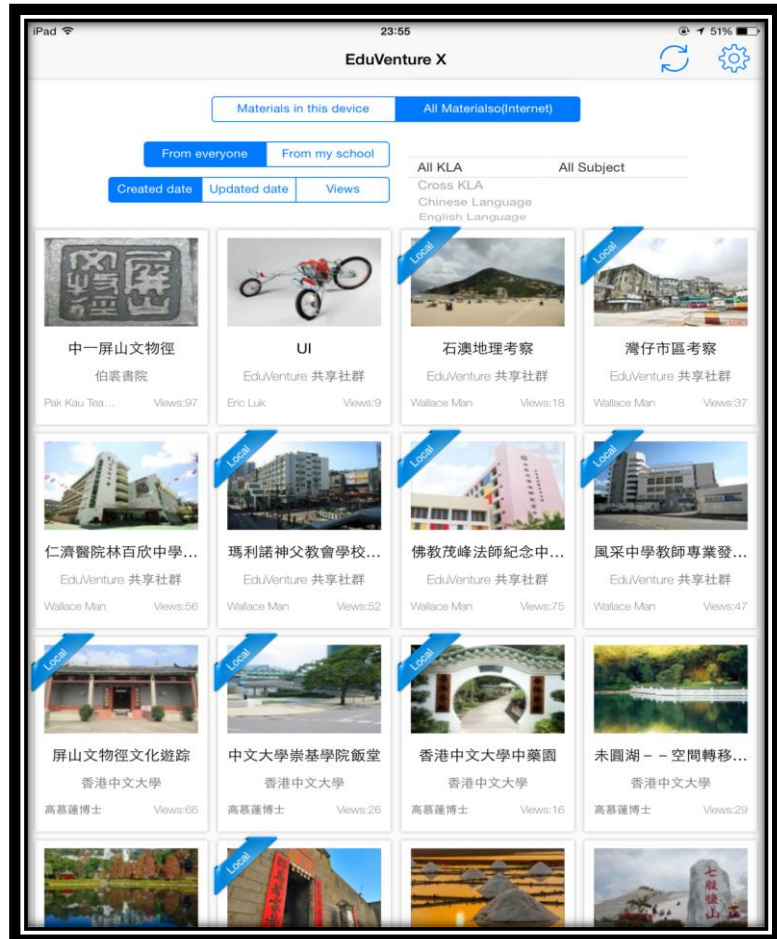 iPad 23:55 51%
EduVenture X
Materials in this device All Materialso(Internet)
From everyone From my school
Created date Updated date Views
All KLA All Subject
Cross KLA
Chinese Language
English Language
Local Local
中一屏山文物徑 UI 石澳地理考察 灣仔市區考察
伯裘書院 EduVenture 共享社群 EduVenture 共享社群 EduVenture 共享社群
Pak Kau Tea... Views:97 Eric Luk Views:9 Wallace Man Views:18 Wallace Man Views:37
Local Local Local
仁濟醫院林百欣中學... 瑪利諾神父教會學校... 佛教茂峰法師紀念中... 風采中學教師專業發...
EduVenture 共享社群 EduVenture 共享社群 EduVenture 共享社群 EduVenture 共享社群
Wallace Man Views:56 Wallace Man Views:52 Wallace Man Views:75 Wallace Man Views:47
Local Local Local
屏山文物徑文化遊踪 中文大學崇基學院飯堂 香港中文大學中藥園 未圓湖－－空間轉移...
香港中文大學 香港中文大學 香港中文大學 香港中文大學
高慕蓮博士 Views:66 高慕蓮博士 Views:26 高慕蓮博士 Views:16 高慕蓮博士 Views:29
Local
七股鹽山